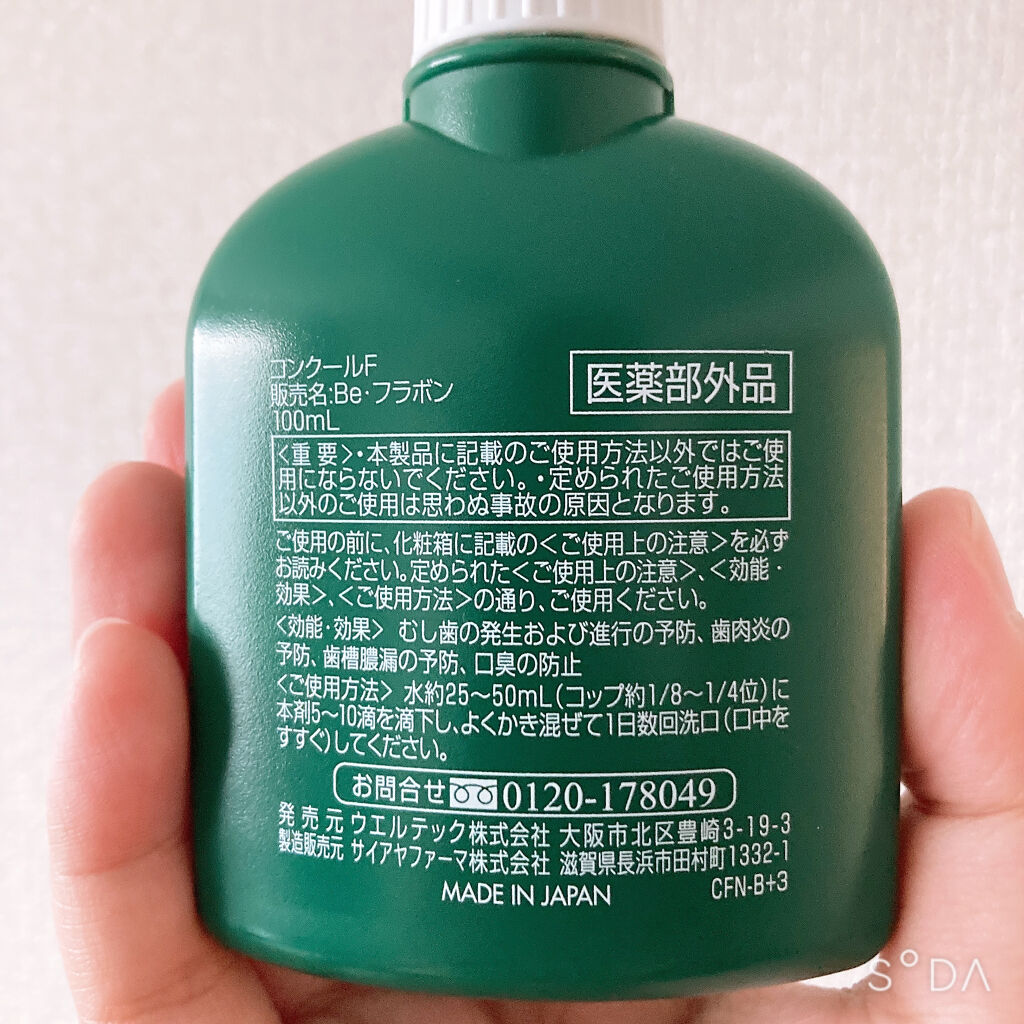 コンクールF
販売名:Be・フラボン
100mL
医薬部外品
<重要>・本製品に記載のご使用方法以外ではご使
用にならないでください。・定められたご使用方法
以外のご使用は思わぬ事故の原因となります。
ご使用の前に、化粧箱に記載の<ご使用上の注意>を必ず
お読みください。定められた<ご使用上の注意>、<効能・
効果>、<ご使用方法>の通り、ご使用ください。
<効能・効果> むし歯の発生および進行の予防、歯肉炎の
予防、歯槽膿漏の予防、口臭の防止
<ご使用方法> 水約25〜50mL(コップ約1/8〜1/4位)に
本剤5〜10滴を滴下し、よくかき混ぜて1日数回洗口(口中を
すすぐ)してください。
お問合せ 0120-178049
発売元 ウエルテック株式会社 大阪市北区豊崎3-19-3
製造販売元 サイアヤファーマ株式会社 滋賀県長浜市田村町1332-1
MADE IN JAPAN
CFN-B+3
S°DA